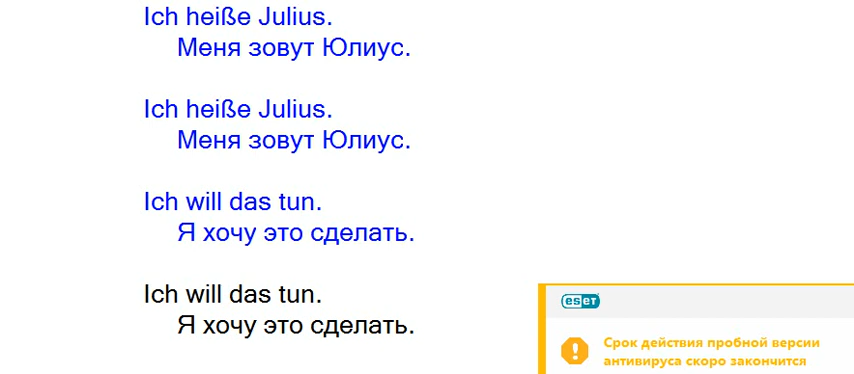 Ich heiße Julius.
Меня зовут Юлиус.
Ich heiße Julius.
Меня зовут Юлиус.
Ich will das tun.
Я хочу это сделать.
Ich will das tun.
Я хочу это сделать.
eset
Срок действия пробной версии
антивируса скоро закончится